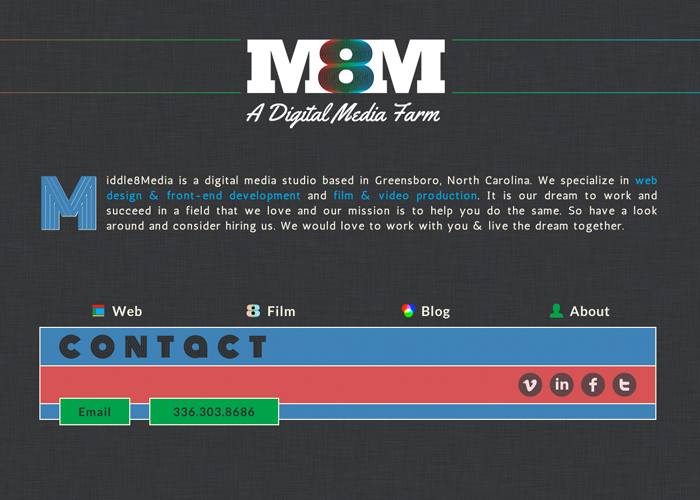 M8M
A Digital Media Farm
Middle8Media is a digital media studio based in Greensboro, North Carolina. We specialize in web
design & front-end development and film & video production. It is our dream to work and
succeed in a field that we love and our mission is to help you do the same. So have a look
around and consider hiring us. We would love to work with you & live the dream together.
Web Film Blog About
CONTACT
in f t
Email 336.303.8686